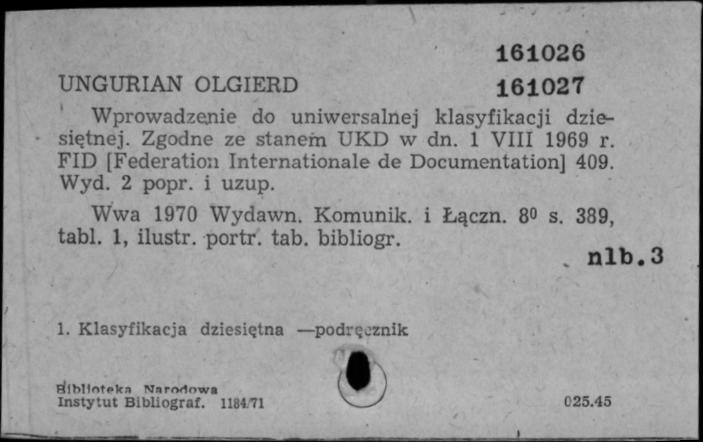 161026
UNGURIAN OLGIERD 161027
Wprowadzenie do uniwersalnej klasyfikacji dzie-
siętnej. Zgodne ze stanem UKD w dn. 1 VIII 1969 r.
FID [Federation Internationale de Documentation] 409.
Wyd. 2 popr. i uzup.
Wwa 1970 Wydawn. Komunik. i Łączn. 8⁰ s. 389,
tabl. 1, ilustr. portr. tab. bibliogr.
nlb.3
1. Klasyfikacja dziesiętna —podręcznik
Biblioteka Narodowa
Instytut Bibliograf. 1184/71 025.45